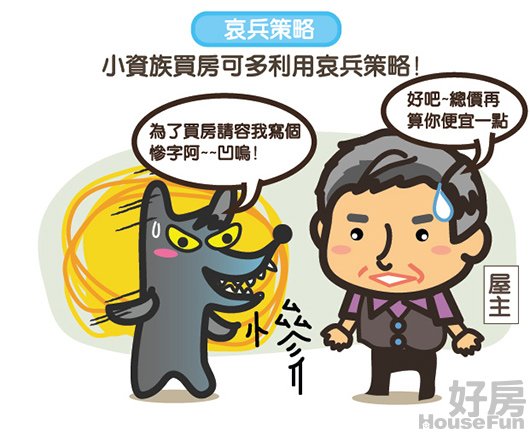 哀兵策略
小資族買房可多利用哀兵策略!
為了買房請容我寫個
慘字阿~~凹嗚!
好吧~總價再
算你便宜一點
慘
屋主
好房
HouseFun